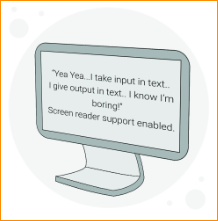 "Yea Yea...I take input in text..
I give output in text.. I know I'm
boring!"
Screen reader support enabled.